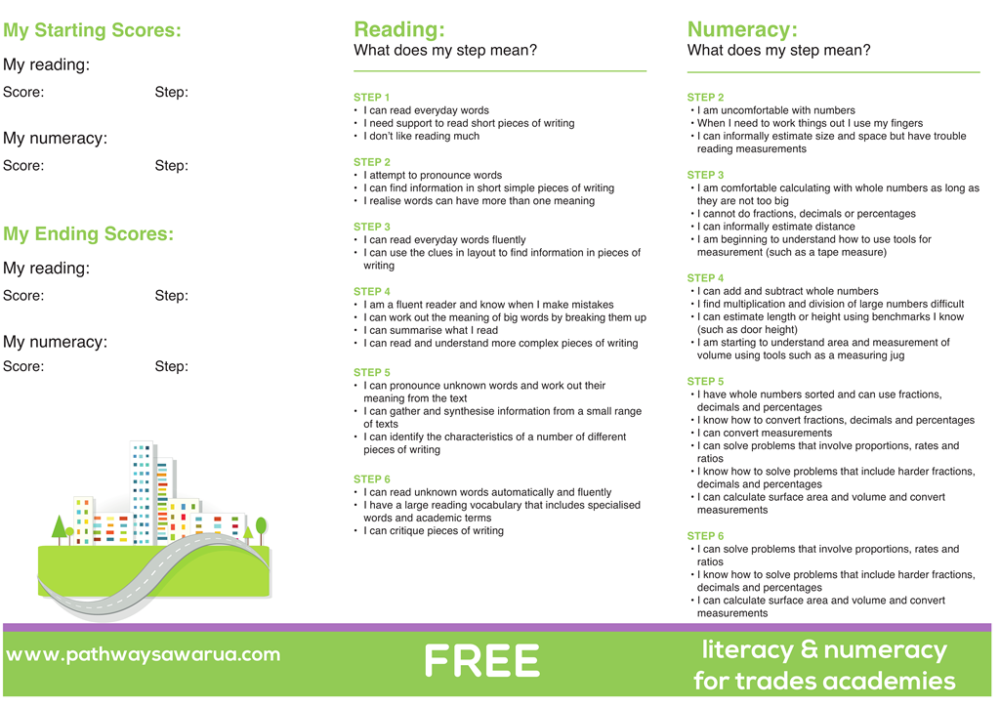 My Starting Scores:
My reading:
Score: Step:
My numeracy:
Score: Step:
My Ending Scores:
My reading:
Score: Step:
My numeracy:
Score: Step:
Reading:
What does my step mean?
STEP 1
• I can read everyday words
• I need support to read short pieces of writing
• I don't like reading much
STEP 2
• I attempt to pronounce words
• I can find information in short simple pieces of writing
• I realise words can have more than one meaning
STEP 3
• I can read everyday words fluently
• I can use the clues in layout to find information in pieces of
writing
STEP 4
• I am a fluent reader and know when I make mistakes
• I can work out the meaning of big words by breaking them up
• I can summarise what I read
• I can read and understand more complex pieces of writing
STEP 5
• I can pronounce unknown words and work out their
meaning from the text
• I can gather and synthesise information from a small range
of texts
• I can identify the characteristics of a number of different
pieces of writing
STEP 6
• I can read unknown words automatically and fluently
• I have a large reading vocabulary that includes specialised
words and academic terms
• I can critique pieces of writing
Numeracy:
What does my step mean?
STEP 2
• I am uncomfortable with numbers
• When I need to work things out I use my fingers
• I can informally estimate size and space but have trouble
reading measurements
STEP 3
• I am comfortable calculating with whole numbers as long as
they are not too big
• I cannot do fractions, decimals or percentages
• I can informally estimate distance
• I am beginning to understand how to use tools for
measurement (such as a tape measure)
STEP 4
• I can add and subtract whole numbers
• I find multiplication and division of large numbers difficult
• I can estimate length or height using benchmarks I know
(such as door height)
• I am starting to understand area and measurement of
volume using tools such as a measuring jug
STEP 5
• I have whole numbers sorted and can use fractions,
decimals and percentages
• I know how to convert fractions, decimals and percentages
• I can convert measurements
• I can solve problems that involve proportions, rates and
ratios
• I know how to solve problems that include harder fractions,
decimals and percentages
• I can calculate surface area and volume and convert
measurements
STEP 6
• I can solve problems that involve proportions, rates and
ratios
• I know how to solve problems that include harder fractions,
decimals and percentages
• I can calculate surface area and volume and convert
measurements
www.pathwaysawarua.com
FREE
literacy & numeracy
for trades academies